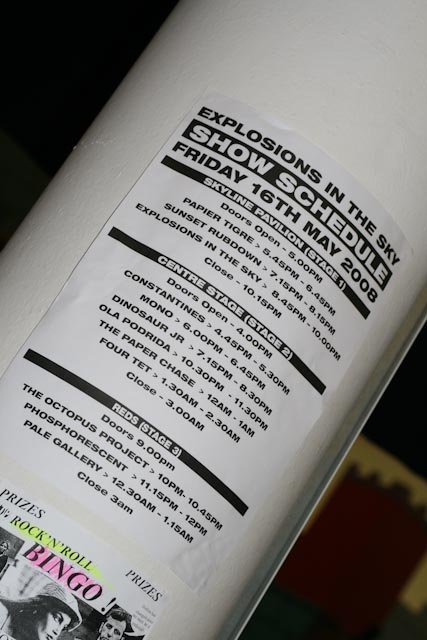 EXPLOSIONS IN THE SKY
SHOW SCHEDULE
FRIDAY 16TH MAY 2008
SKYLINE PAVILION (STAGE 1)
Doors Open - 5.00PM
PAPIER TIGRE > 5.45PM - 6.45PM
SUNSET RUBDOWN > 7.15PM - 8.15PM
EXPLOSIONS IN THE SKY > 8.45PM - 10.00PM
Close - 10.15PM
CENTRE STAGE (STAGE 2)
Doors Open - 4.00PM
CONSTANTINES > 4.45PM - 5.30PM
MONO > 6.00PM - 6.45PM
DINOSAUR JR > 7.15PM - 8.30PM
OLA PODRIDA > 10.30PM - 11.30PM
THE PAPER CHASE > 12AM - 1AM
FOUR TET > 1.30AM - 2.30AM
Close - 3.00AM
REDS (STAGE 3)
Doors 9.00pm
THE OCTOPUS PROJECT > 10PM- 10.45PM
PHOSPHORESCENT > 11.15PM - 12PM
PALE GALLERY > 12.30AM - 1.15AM
Close 3am
PRIZES
ROCK'N'ROLL
BINGO!!
PRIZES